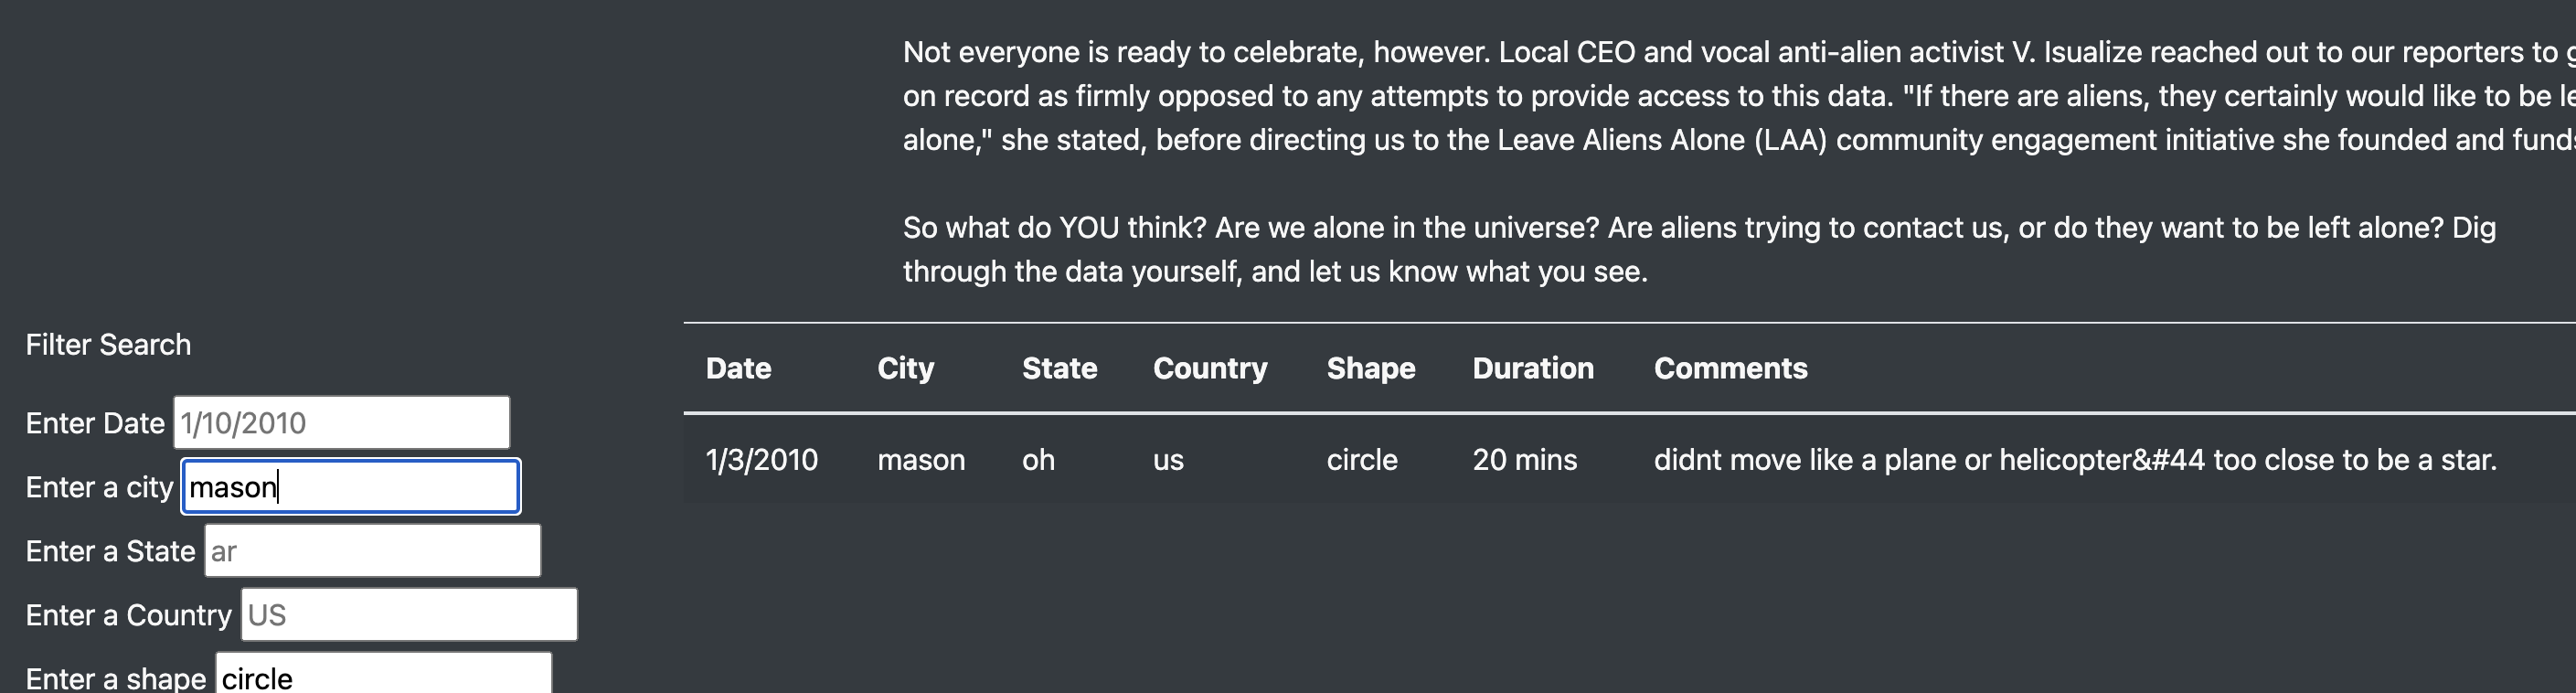 Not everyone is ready to celebrate, however. Local CEO and vocal anti-alien activist V. Isualize reached out to our reporters to
on record as firmly opposed to any attempts to provide access to this data. "If there are aliens, they certainly would like to be
alone," she stated, before directing us to the Leave Aliens Alone (LAA) community engagement initiative she founded and
So what do YOU think? Are we alone in the universe? Are aliens trying to contact us, or do they want to be left alone? Dig
through the data yourself, and let us know what you see.
Filter Search
Enter Date 1/10/2010
Enter a city mason
Enter a State ar
Enter a Country US
Enter a shape circle
Date City State Country Shape Duration Comments
1/3/2010 mason oh us circle 20 mins didnt move like a plane or helicopter&#44 too close to be a star.